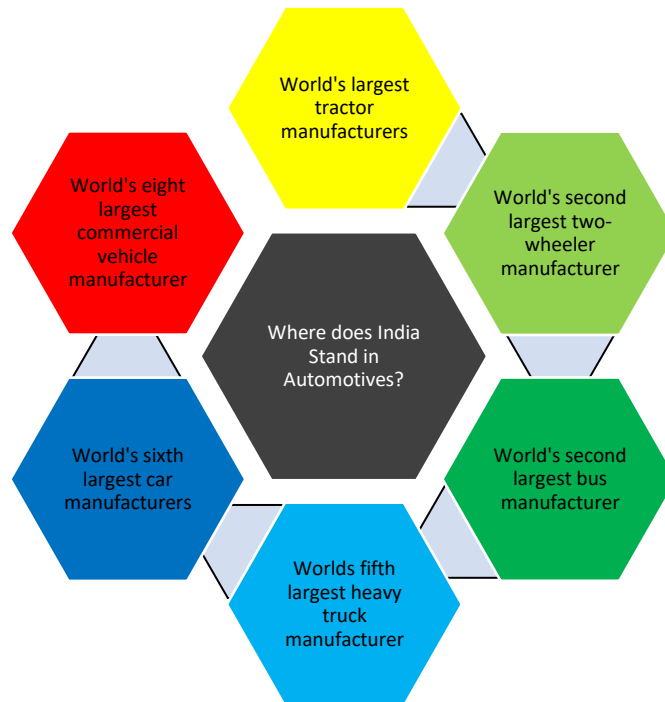 World's largest
tractor
manufacturers
World's second
largest two-
wheeler
manufacturer
World's second
largest bus
manufacturer
Worlds fifth
largest heavy
truck
manufacturer
World's sixth
largest car
manufacturers
World's eight
largest
commercial
vehicle
manufacturer
Where does India
Stand in
Automotives?